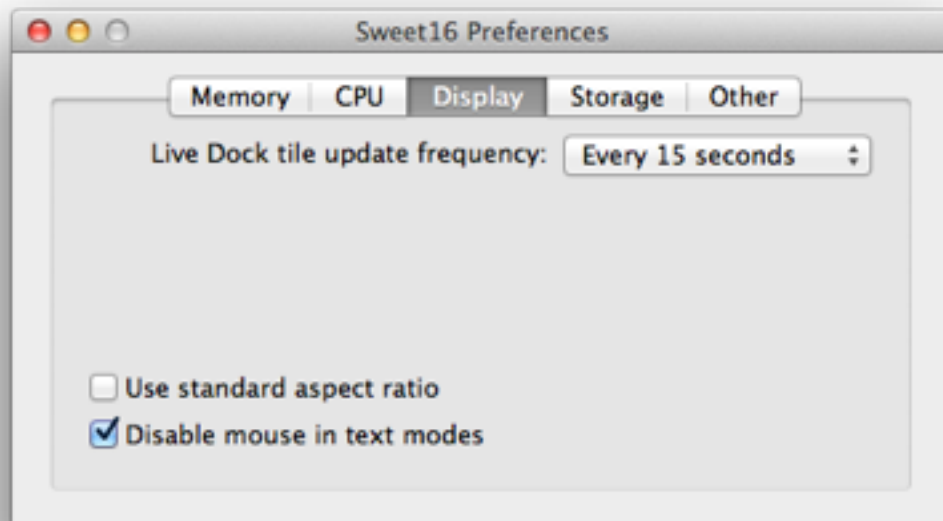 Sweet16 Preferences
Memory CPU Display Storage Other
Live Dock tile update frequency: Every 15 seconds
Use standard aspect ratio
Disable mouse in text modes